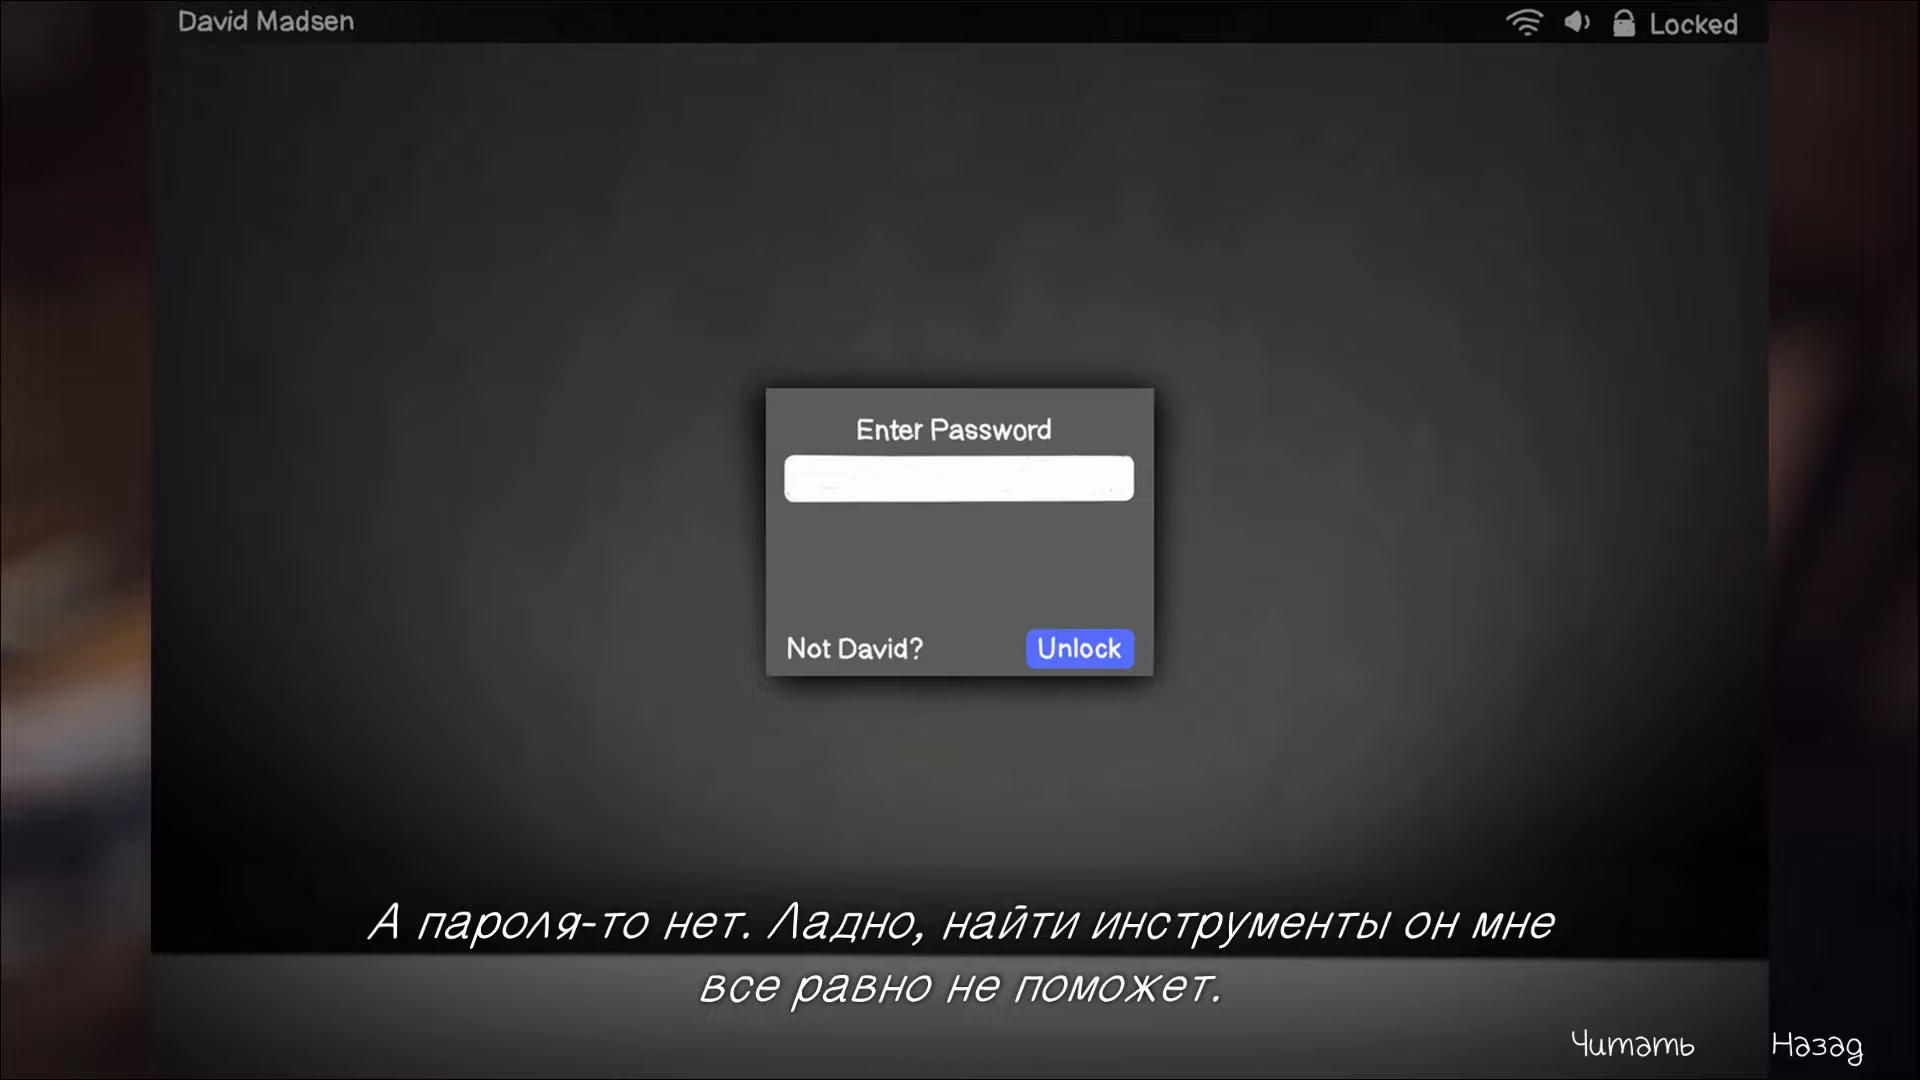 David Madsen
Locked
Enter Password
Not David?
Unlock
А пароля-то нет. Ладно, найти инструменты он мне
все равно не поможет.
Читать
Назад